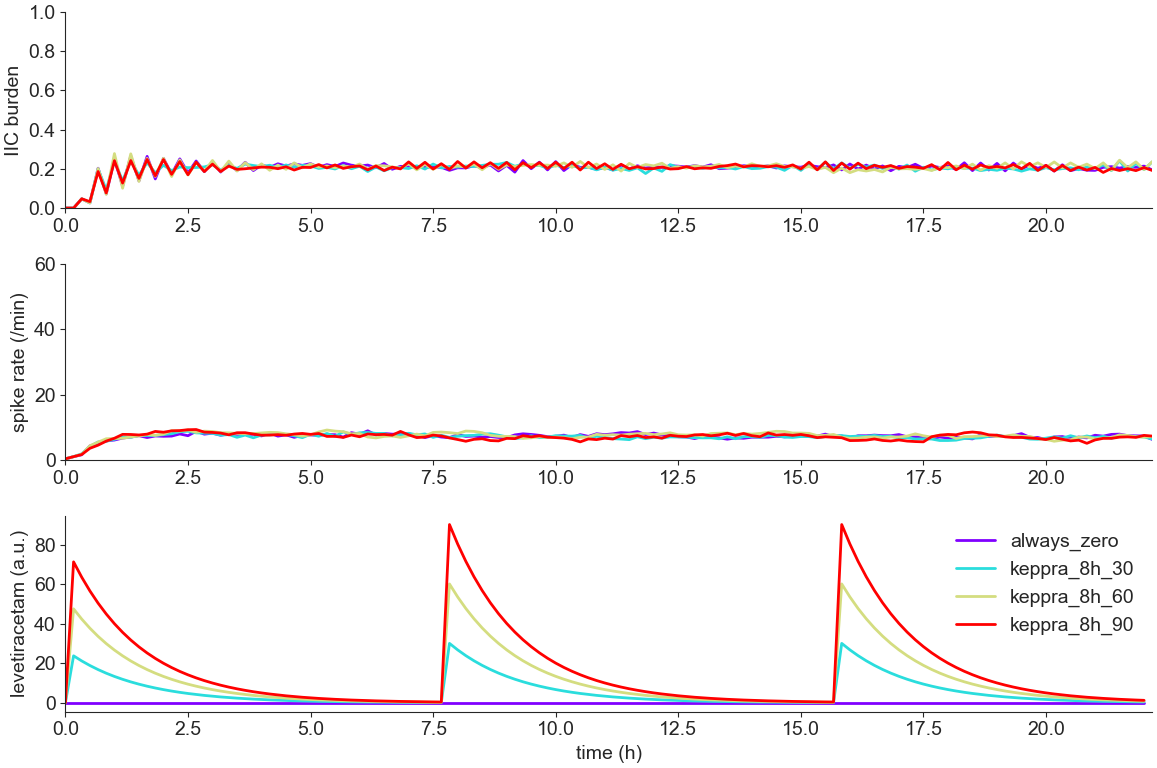 IIC burden
1.0
0.8
0.6
0.4
0.2
0.0
0.0 2.5 5.0 7.5 10.0 12.5 15.0 17.5 20.0
spike rate (/min)
60
40
20
0
0.0 2.5 5.0 7.5 10.0 12.5 15.0 17.5 20.0
levetiracetam (a.u.)
80
60
40
20
0
always_zero
keppra_8h_30
keppra_8h_60
keppra_8h_90
0.0 2.5 5.0 7.5 10.0 12.5 15.0 17.5 20.0
time (h)